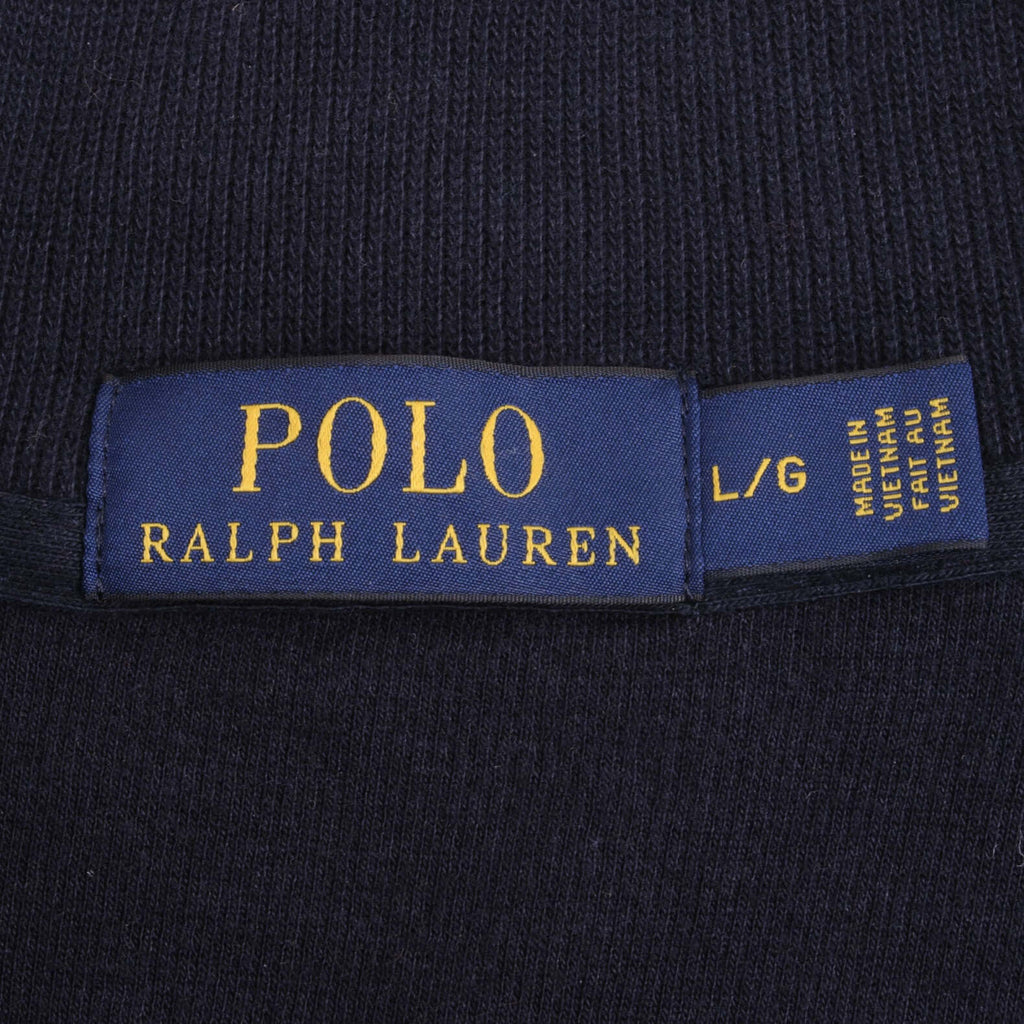 POLO
RALPH LAUREN
L/G
MADE IN
VIETNAM
FAIT AU
VIETNAM